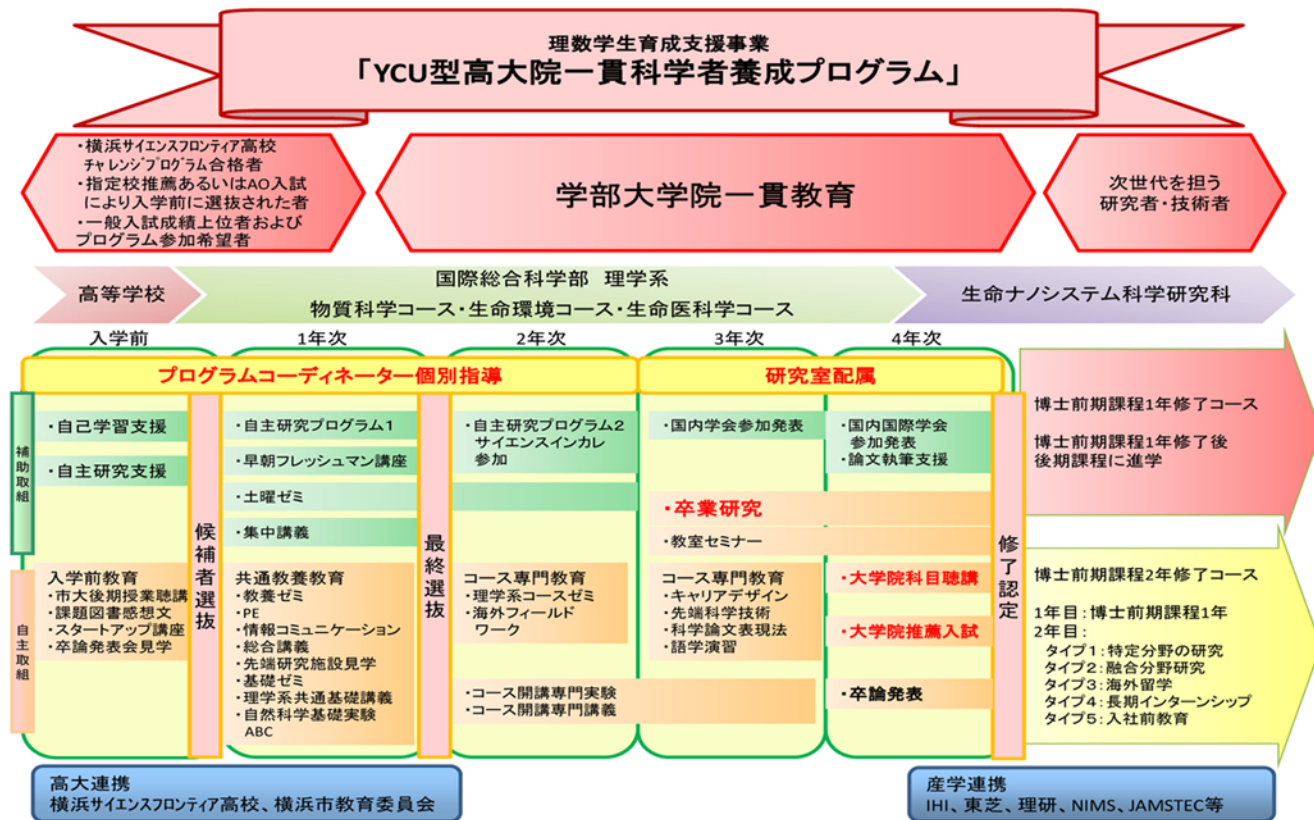 理数学生育成支援事業
「YCU型高大院一貫科学者養成プログラム」
・横浜サイエンスフロンティア高校
チャレンジプログラム合格者
・指定校推薦あるいはAO入試
により入学前に選抜された者
・一般入試成績上位者および
プログラム参加希望者
学部大学院一貫教育
次世代を担う
研究者・技術者
高等学校
国際総合科学部 理学系
物質科学コース・生命環境コース・生命医科学コース
生命ナノシステム科学研究科
入学前
1年次
2年次
3年次
4年次
プログラムコーディネーター個別指導
研究室配属
補助取組
・自己学習支援
・自主研究支援
候補者選抜
・自主研究プログラム1
・早朝フレッシュマン講座
・土曜ゼミ
・集中講義
最終選抜
・自主研究プログラム2
サイエンスインカレ
参加
・国内学会参加発表
・国内国際学会
参加発表
・論文執筆支援
・卒業研究
・教室セミナー
修了認定
自主取組
入学前教育
・市大後期授業聴講
・課題図書感想文
・スタートアップ講座
・卒論発表会見学
共通教養教育
・教養ゼミ
・PE
・情報コミュニケーション
・総合講義
・先端研究施設見学
・基礎ゼミ
・理学系共通基礎講義
・自然科学基礎実験
ABC
コース専門教育
・理学系コースゼミ
・海外フィールド
ワーク
コース専門教育
・キャリアデザイン
・先端科学技術
・科学論文表現法
・語学演習
・コース開講専門実験
・コース開講専門講義
・大学院科目聴講
・大学院推薦入試
・卒論発表
博士前期課程1年修了コース
博士前期課程1年修了後
後期課程に進学
博士前期課程2年修了コース
1年目：博士前期課程1年
2年目：
タイプ1：特定分野の研究
タイプ2：融合分野研究
タイプ3：海外留学
タイプ4：長期インターンシップ
タイプ5：入社前教育
高大連携
横浜サイエンスフロンティア高校、横浜市教育委員会
産学連携
IHI、東芝、理研、NIMS、JAMSTEC等